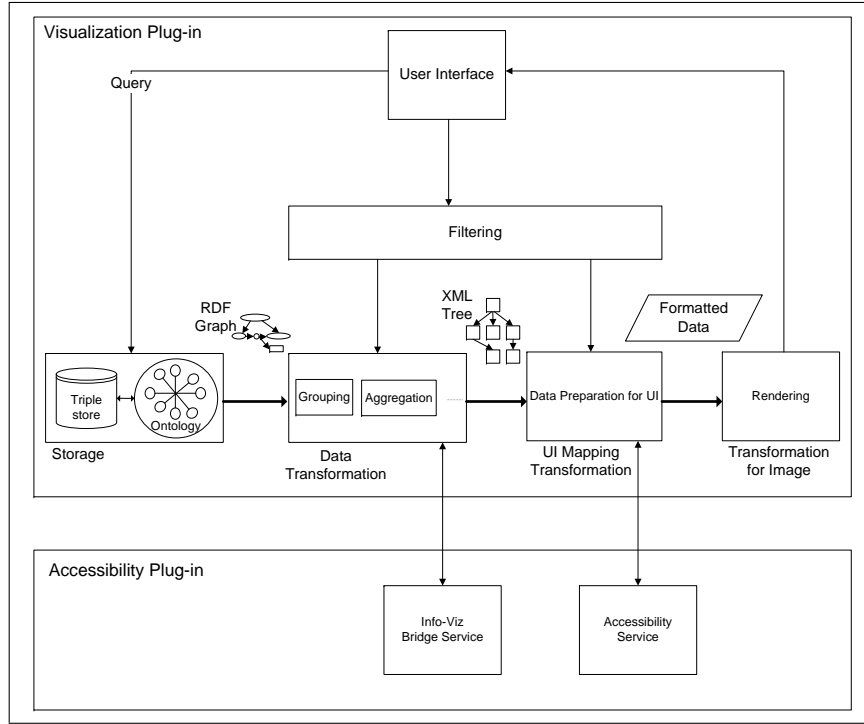 Visualization Plug-in
User Interface
Query
Filtering
RDF
Graph
XML
Tree
Formatted
Data
Triple
store
Ontology
Grouping
Aggregation
Data Preparation for UI
Rendering
Storage
Data
Transformation
UI Mapping
Transformation
Transformation
for Image
Accessibility Plug-in
Info-Viz
Bridge Service
Accessibility
Service